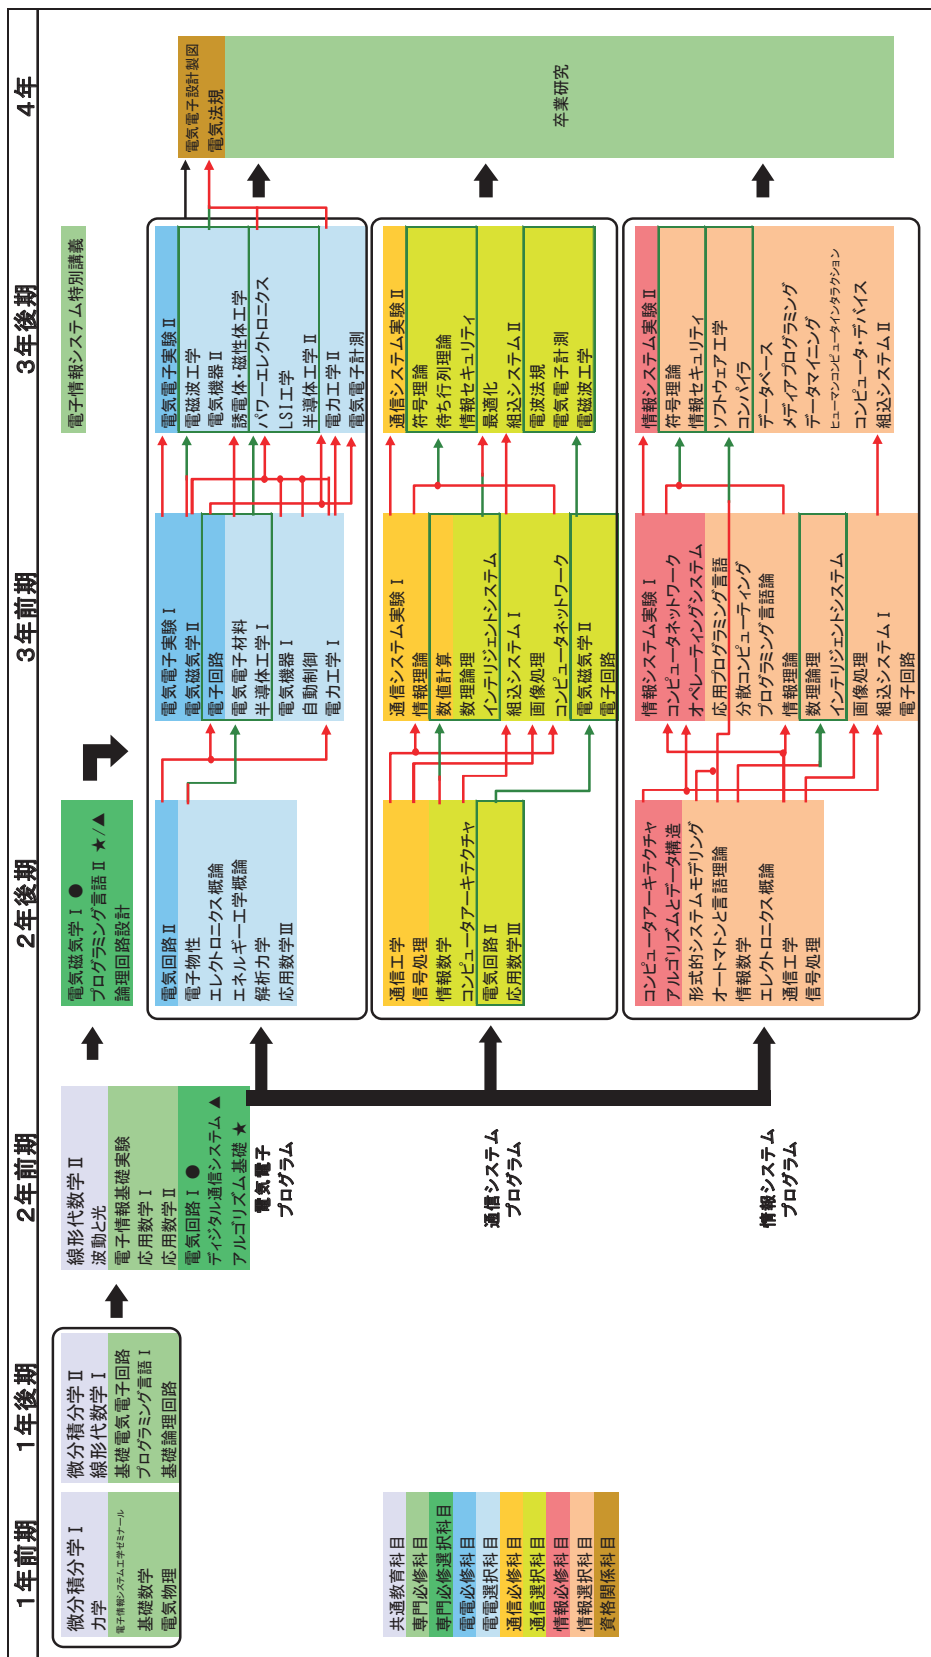 1年前期
1年後期
2年前期
2年後期
3年前期
3年後期
4年
微分積分学Ⅰ
力学
電子情報システム工学ゼミナール
基礎数学
電気物理
微分積分学Ⅱ
線形代数学Ⅰ
基礎電気電子回路
プログラミング言語Ⅰ
基礎論理回路
線形代数学Ⅱ
波動と光
電子情報基礎実験
応用数学Ⅰ
応用数学Ⅱ
電気回路Ⅰ ●
ディジタル通信システム ▲
アルゴリズム基礎 ★
電気磁気学Ⅰ ●
プログラミング言語Ⅱ ★/▲
論理回路設計
電子情報システム特別講義
電気電子
プログラム
電気回路Ⅱ
電子物性
エレクトロニクス概論
エネルギー工学概論
解析力学
応用数学Ⅲ
電気電子実験Ⅰ
電気磁気学Ⅱ
電子回路
電気電子材料
半導体工学Ⅰ
電気機器Ⅰ
自動制御
電力工学Ⅰ
電気電子実験Ⅱ
電磁波工学
電気機器Ⅱ
誘電体・磁性体工学
パワーエレクトロニクス
LSI工学
半導体工学Ⅱ
電力工学Ⅱ
電気電子計測
電気電子設計製図
電気法規
卒業研究
通信システム
プログラム
通信工学
信号処理
情報数学
コンピュータアーキテクチャ
電気回路Ⅱ
応用数学Ⅲ
通信システム実験Ⅰ
情報理論
数値計算
数理論理
インテリジェントシステム
組込システムⅠ
画像処理
コンピュータネットワーク
電気磁気学Ⅱ
電子回路
通信システム実験Ⅱ
符号理論
待ち行列理論
情報セキュリティ
最適化
組込システムⅡ
電波法規
電気電子計測
電磁波工学
情報システム
プログラム
コンピュータアーキテクチャ
アルゴリズムとデータ構造
形式的システムモデリング
オートマトンと言語理論
情報数学
エレクトロニクス概論
通信工学
信号処理
情報システム実験Ⅰ
コンピュータネットワーク
オペレーティングシステム
応用プログラミング言語
分散コンピューティング
プログラミング言語論
情報理論
数理論理
インテリジェントシステム
画像処理
組込システムⅠ
電子回路
情報システム実験Ⅱ
符号理論
情報セキュリティ
ソフトウェア工学
コンパイラ
データベース
メディアプログラミング
データマイニング
ヒューマンコンピュータインタラクション
コンピュータ・デバイス
組込システムⅡ
共通教育科目
専門必修科目
専門必修選択科目
電電必修科目
電電選択科目
通信必修科目
通信選択科目
情報必修科目
情報選択科目
資格関係科目